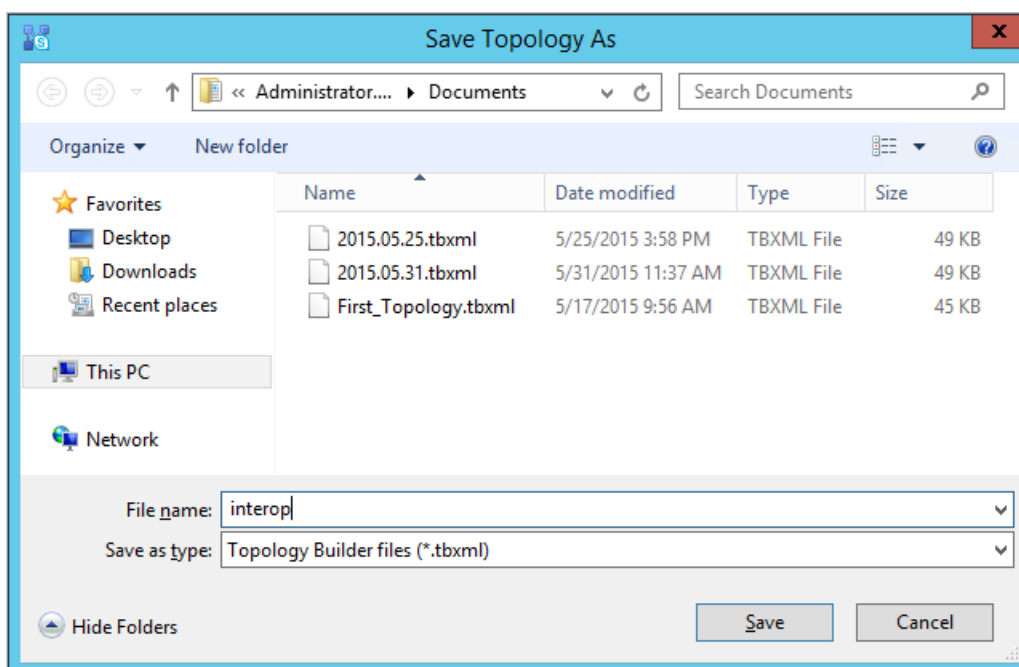 Save Topology As
x
« Administrator.... Documents
Search Documents
Organize
New folder
Name Date modified Type Size
Favorites
Desktop
Downloads
Recent places
This PC
Network
2015.05.25.tbxml 5/25/2015 3:58 PM TBXML File 49 KB
2015.05.31.tbxml 5/31/2015 11:37 AM TBXML File 49 KB
First_Topology.tbxml 5/17/2015 9:56 AM TBXML File 45 KB
File name: interop
Save as type: Topology Builder files (*.tbxml)
Hide Folders
Save
Cancel